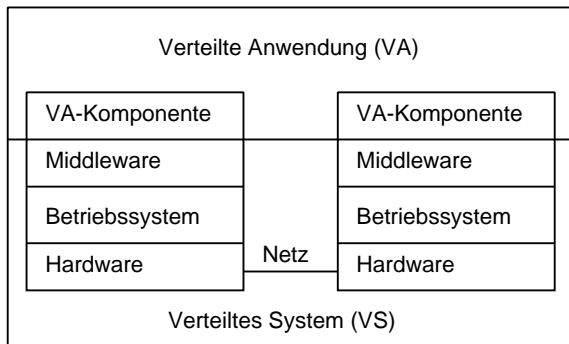 Verteilte Anwendung (VA)
VA-Komponente
VA-Komponente
Middleware
Middleware
Betriebssystem
Betriebssystem
Hardware
Netz
Hardware
Verteiltes System (VS)